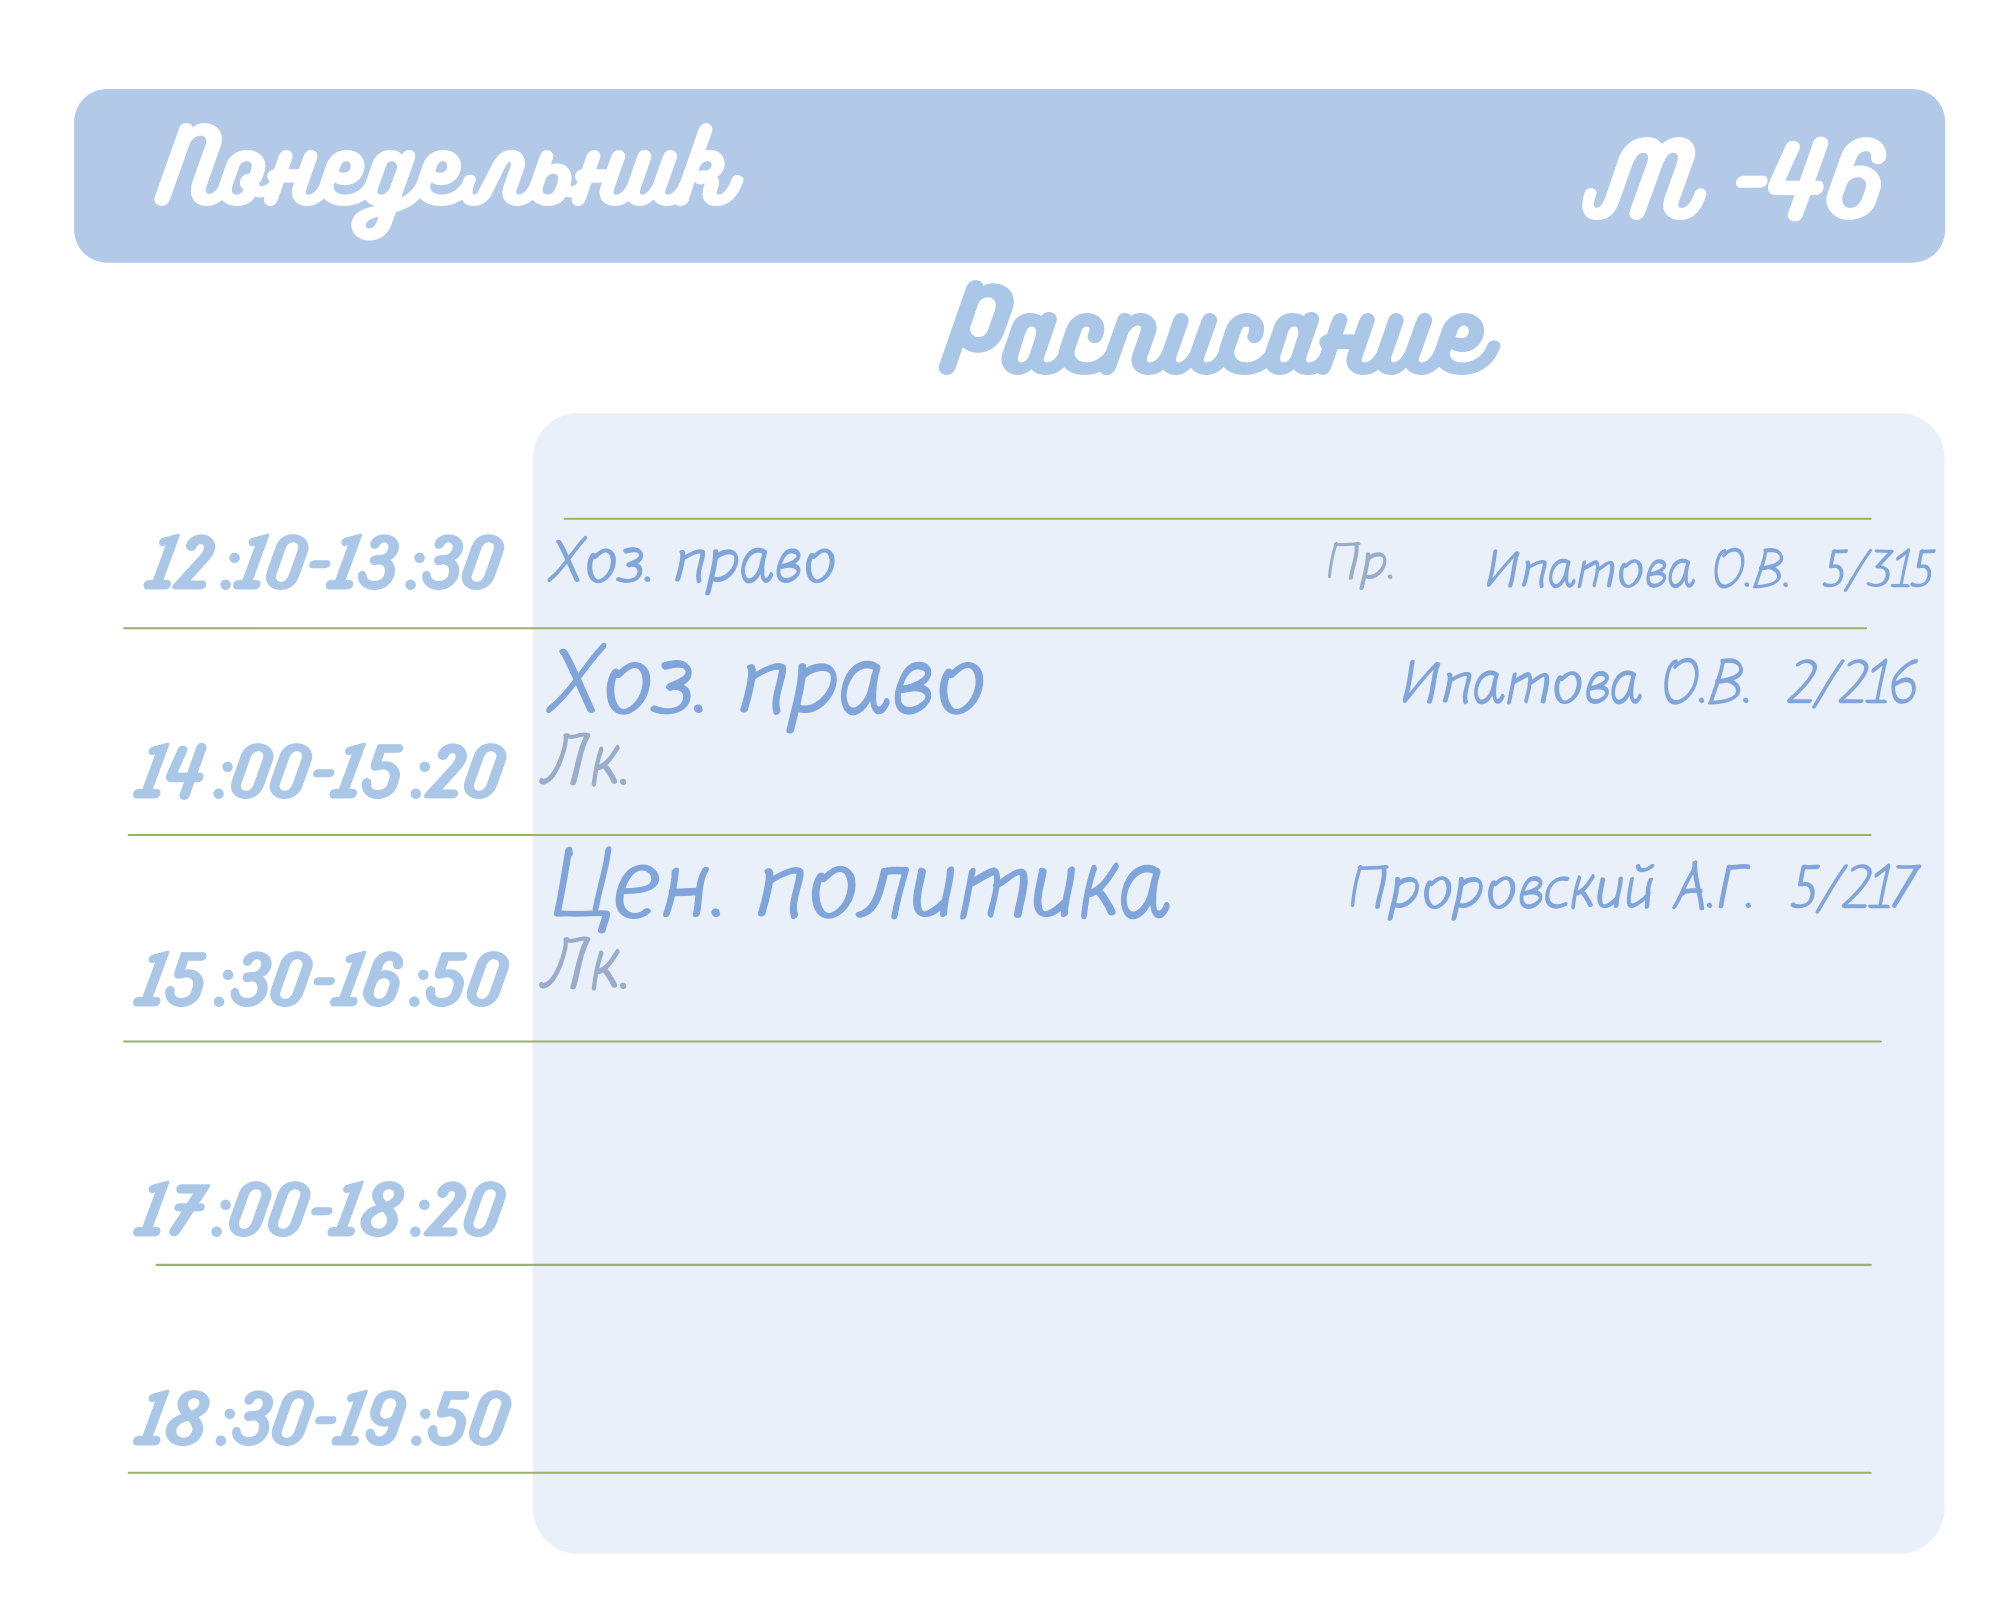 Понедельник М -46
Расписание
12:10-13:30 Хоз. право Пр. Ипатова О.В. 5/315
Хоз. право Ипатова О.В. 2/216
14:00-15:20 Лк.
Цен. политика Проровский А.Г. 5/217
15:30-16:50 Лк.
17:00-18:20
18:30-19:50